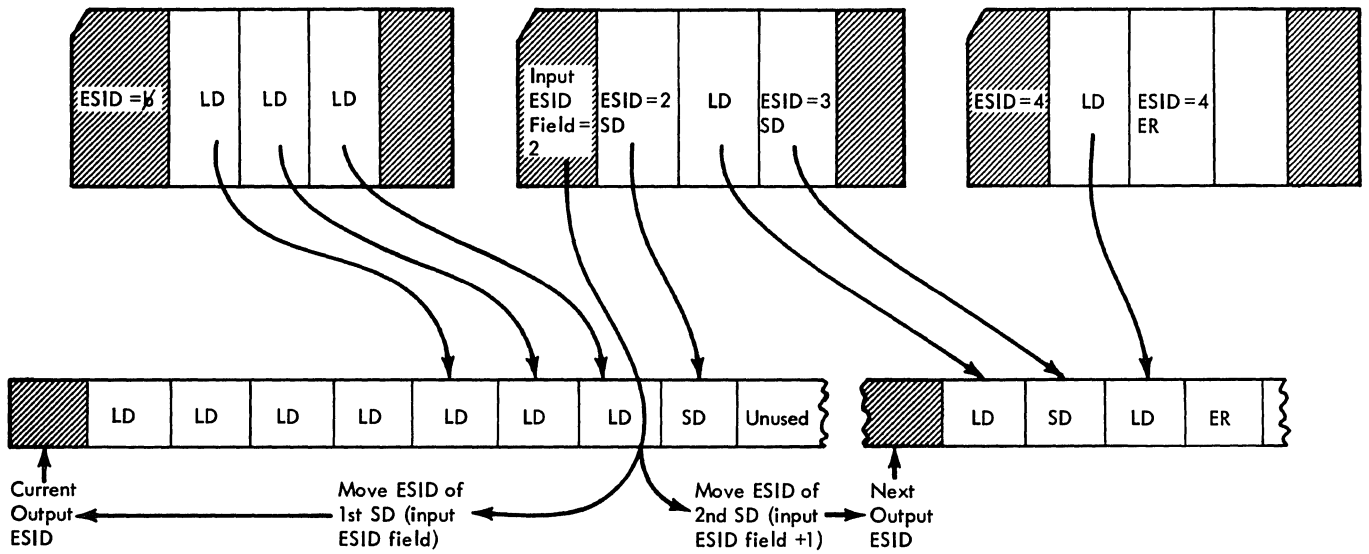 ESID = ƀ
LD
LD
LD
Input
ESID
Field =
2
ESID = 2
SD
LD
ESID = 3
SD
ESID = 4
LD
ESID = 4
ER
LD
LD
LD
LD
LD
LD
LD
SD
Unused
LD
SD
LD
ER
Current
Output
ESID
Move ESID of
1st SD (input
ESID field)
Move ESID of
2nd SD (input
ESID field +1)
Next
Output
ESID